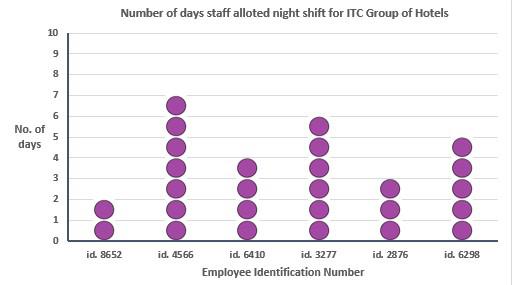 Number of days staff alloted night shift for ITC Group of Hotels
10
9
8
7
6
5
4
3
2
1
0
No. of
days
id. 8652 id. 4566 id. 6410 id. 3277 id. 2876 id. 6298
Employee Identification Number